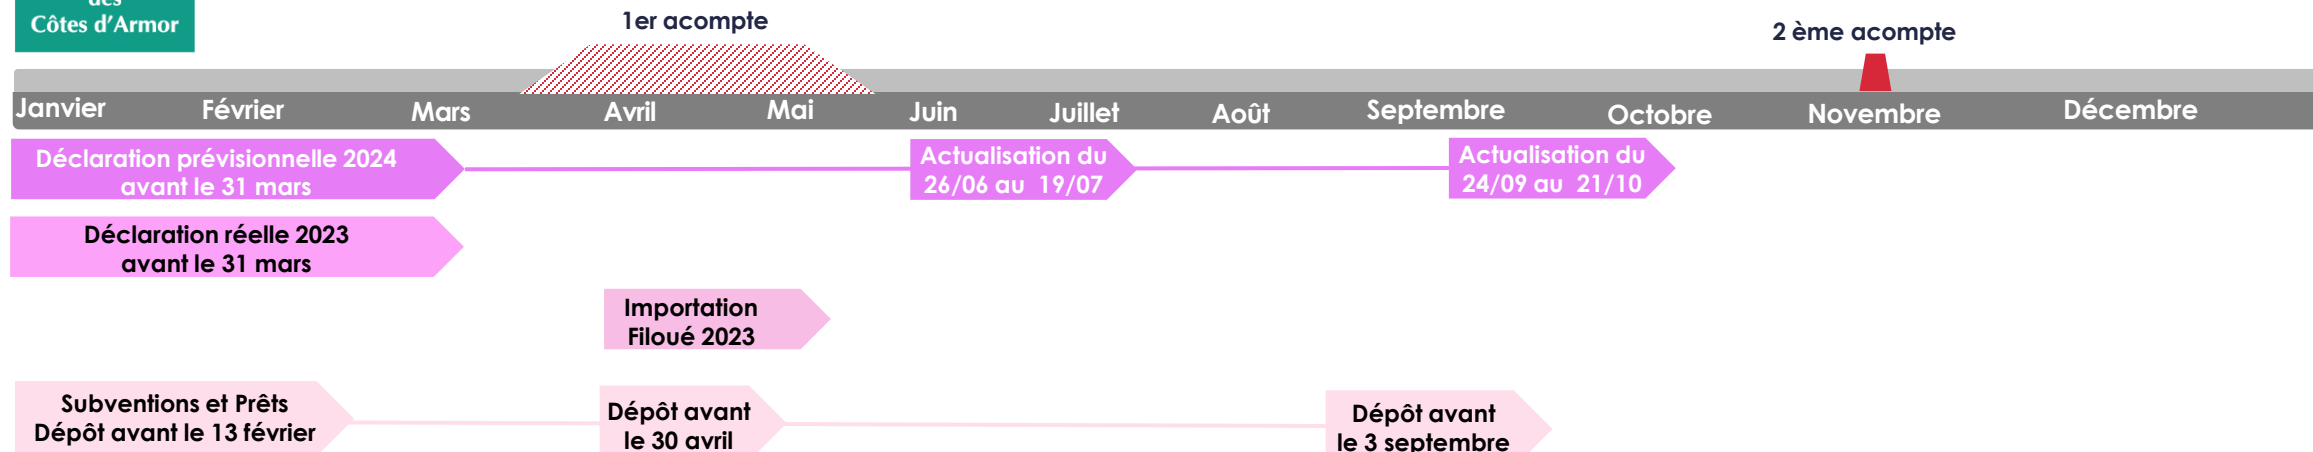 des
Côtes d'Armor
1er acompte
2 ème acompte
Janvier Février Mars Avril Mai Juin Juillet Août Septembre Octobre Novembre Décembre
Déclaration prévisionnelle 2024
avant le 31 mars
Actualisation du
26/06 au 19/07
Actualisation du
24/09 au 21/10
Déclaration réelle 2023
avant le 31 mars
Importation
Filoué 2023
Subventions et Prêts
Dépôt avant le 13 février
Dépôt avant
le 30 avril
Dépôt avant
le 3 septembre